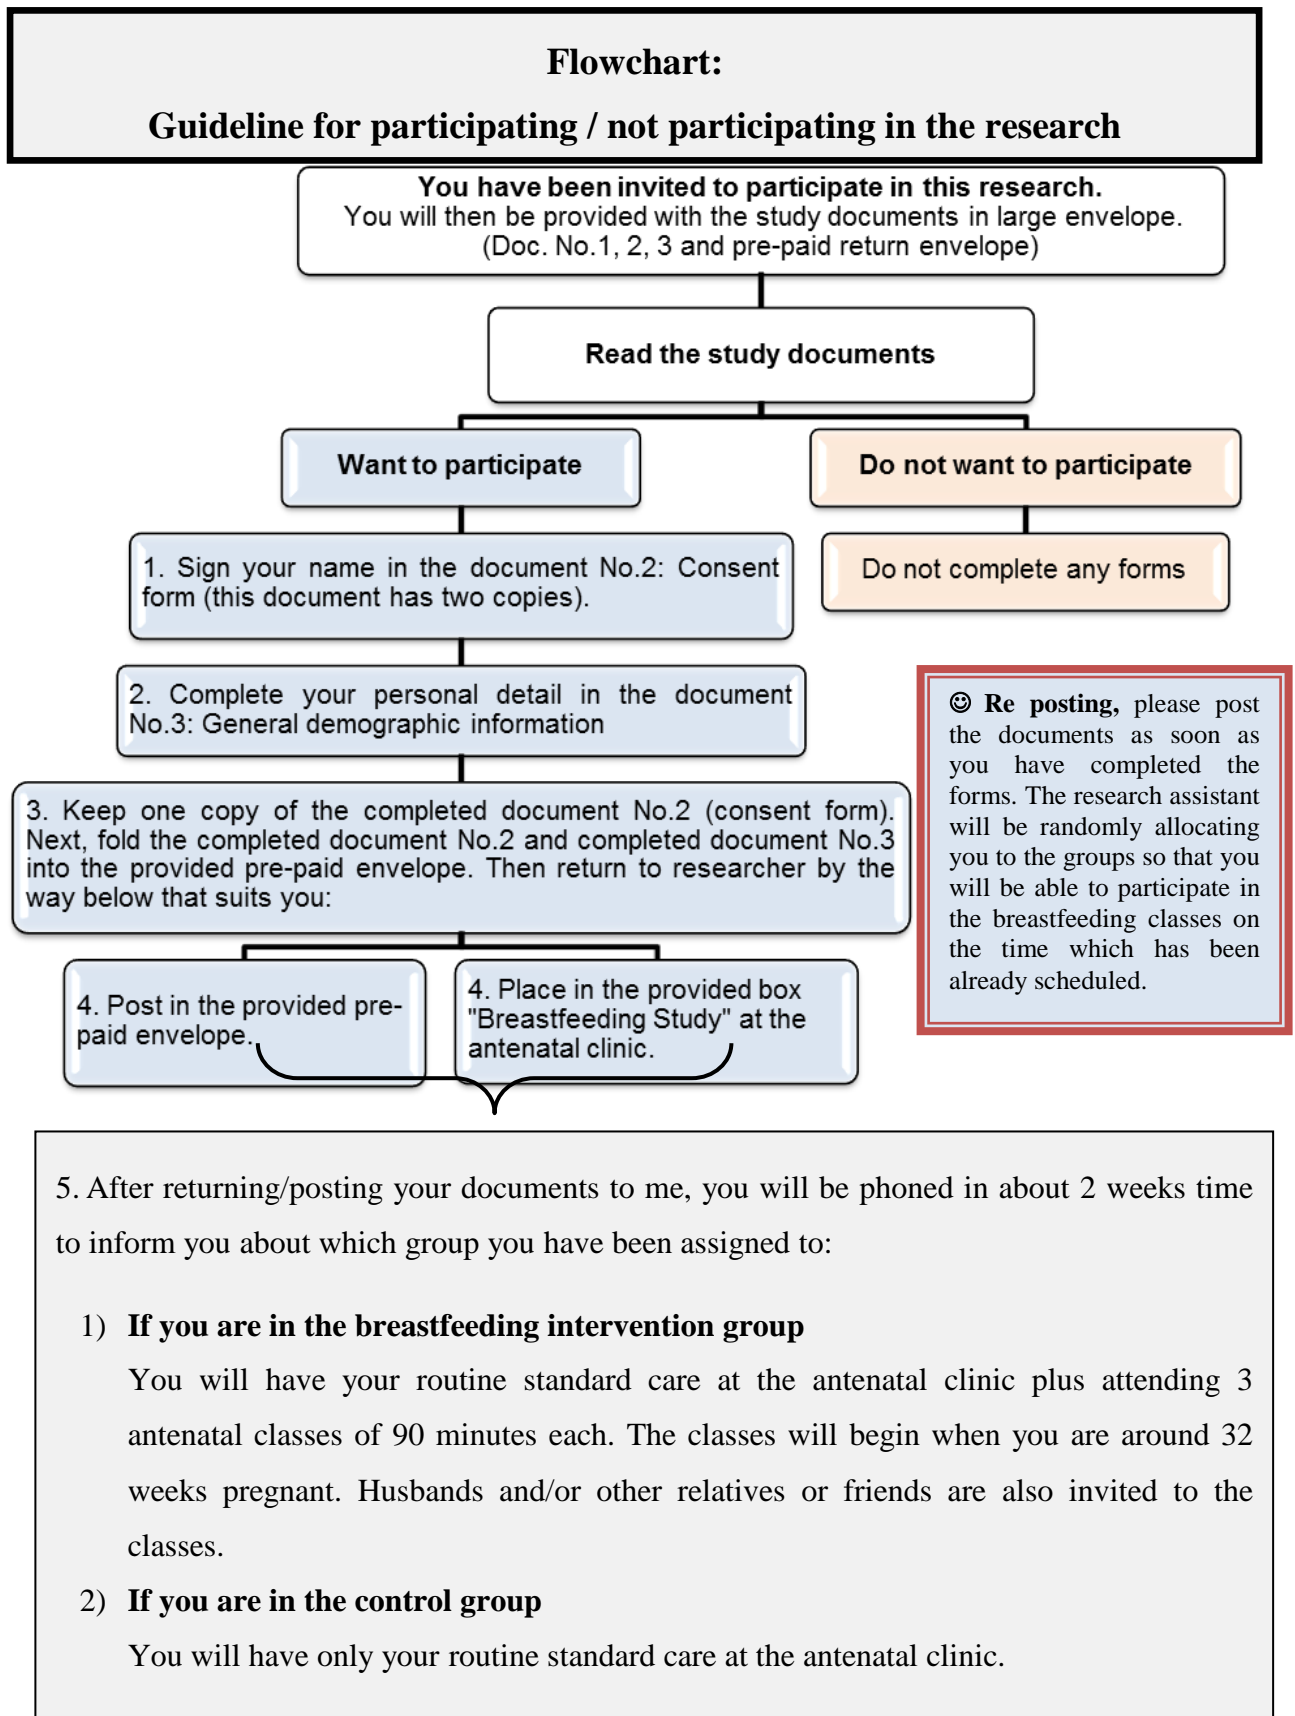 Flowchart:
Guideline for participating / not participating in the research
You have been invited to participate in this research.
You will then be provided with the study documents in large envelope.
(Doc. No.1, 2, 3 and pre-paid return envelope)
Read the study documents
Want to participate
Do not want to participate
1. Sign your name in the document No.2: Consent
form (this document has two copies).
Do not complete any forms
2. Complete your personal detail in the document
No.3: General demographic information
☺ Re posting, please post
the documents as soon as
you have completed the
forms. The research assistant
will be randomly allocating
you to the groups so that you
will be able to participate in
the breastfeeding classes on
the time which has been
already scheduled.
3. Keep one copy of the completed document No.2 (consent form).
Next, fold the completed document No.2 and completed document No.3
into the provided pre-paid envelope. Then return to researcher by the
way below that suits you:
4. Post in the provided pre-
paid envelope.
4. Place in the provided box
"Breastfeeding Study" at the
antenatal clinic.
5. After returning/posting your documents to me, you will be phoned in about 2 weeks time
to inform you about which group you have been assigned to:
1) If you are in the breastfeeding intervention group
You will have your routine standard care at the antenatal clinic plus attending 3
antenatal classes of 90 minutes each. The classes will begin when you are around 32
weeks pregnant. Husbands and/or other relatives or friends are also invited to the
classes.
2) If you are in the control group
You will have only your routine standard care at the antenatal clinic.